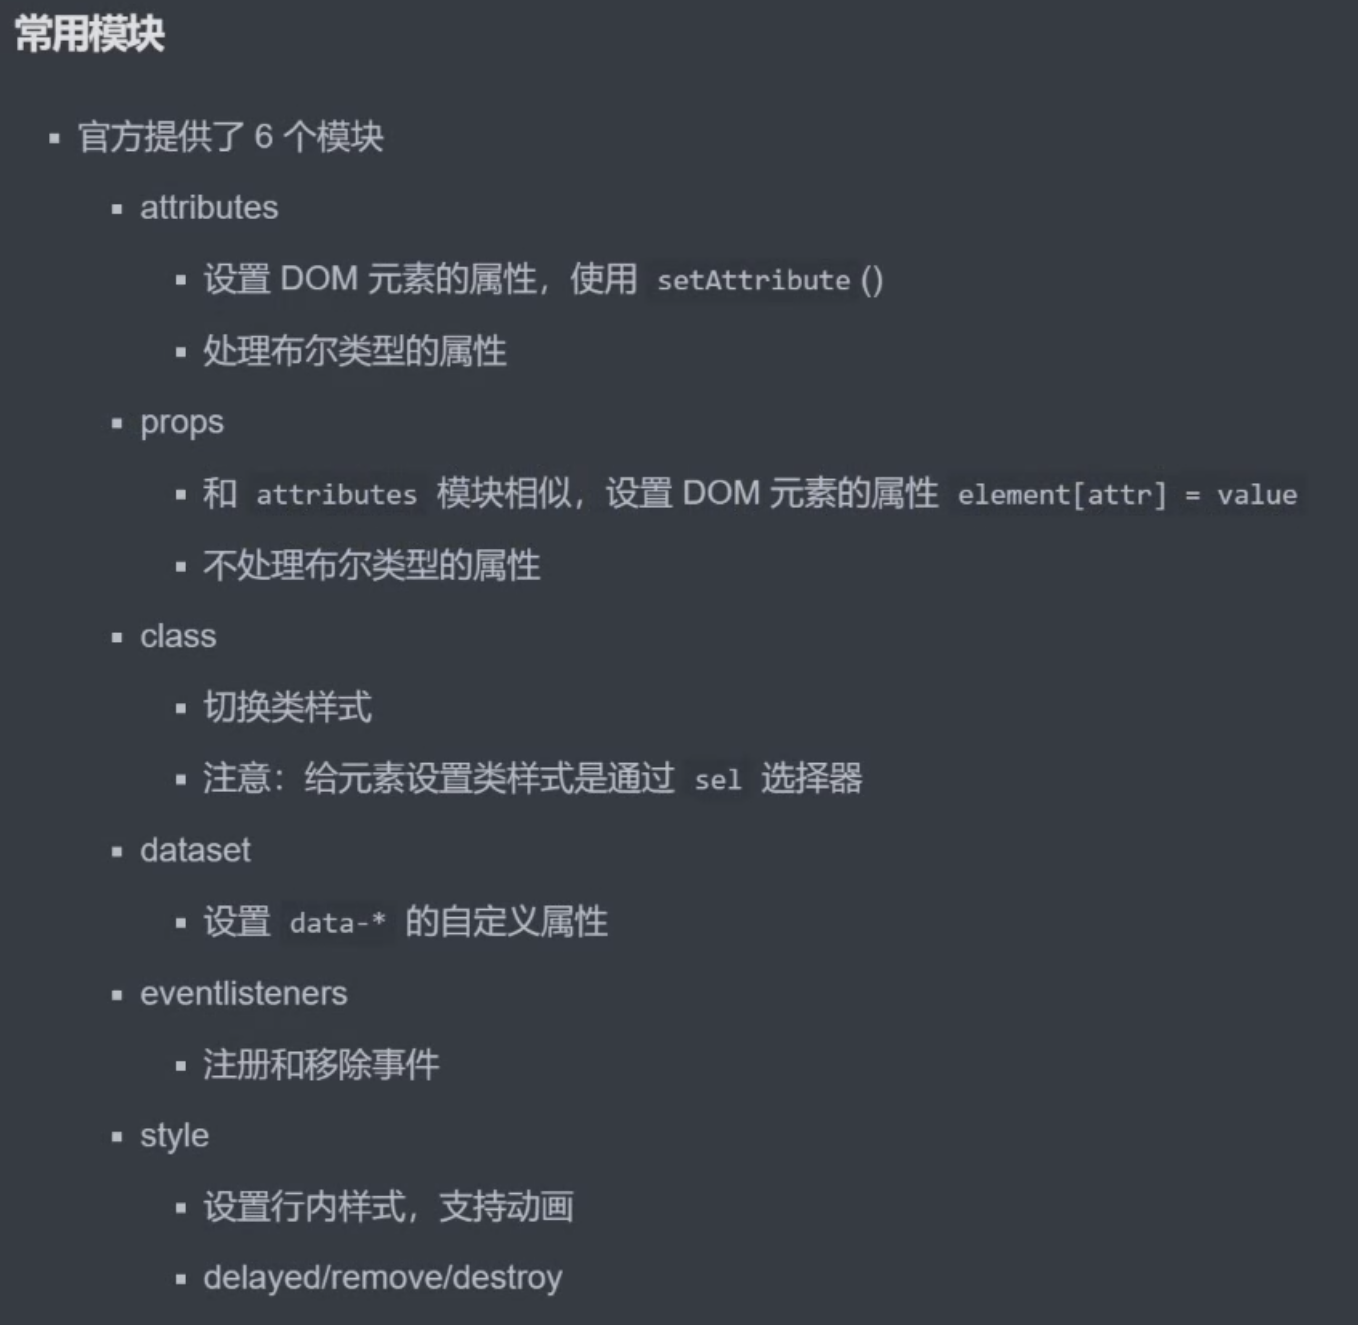 常用模块
官方提供了 6 个模块
attributes
设置 DOM 元素的属性，使用 setAttribute ()
处理布尔类型的属性
props
和 attributes 模块相似，设置 DOM 元素的属性 element[attr] = value
不处理布尔类型的属性
class
切换类样式
注意：给元素设置类样式是通过 sel 选择器
dataset
设置 data-* 的自定义属性
eventlisteners
注册和移除事件
style
设置行内样式，支持动画
delayed/remove/destroy